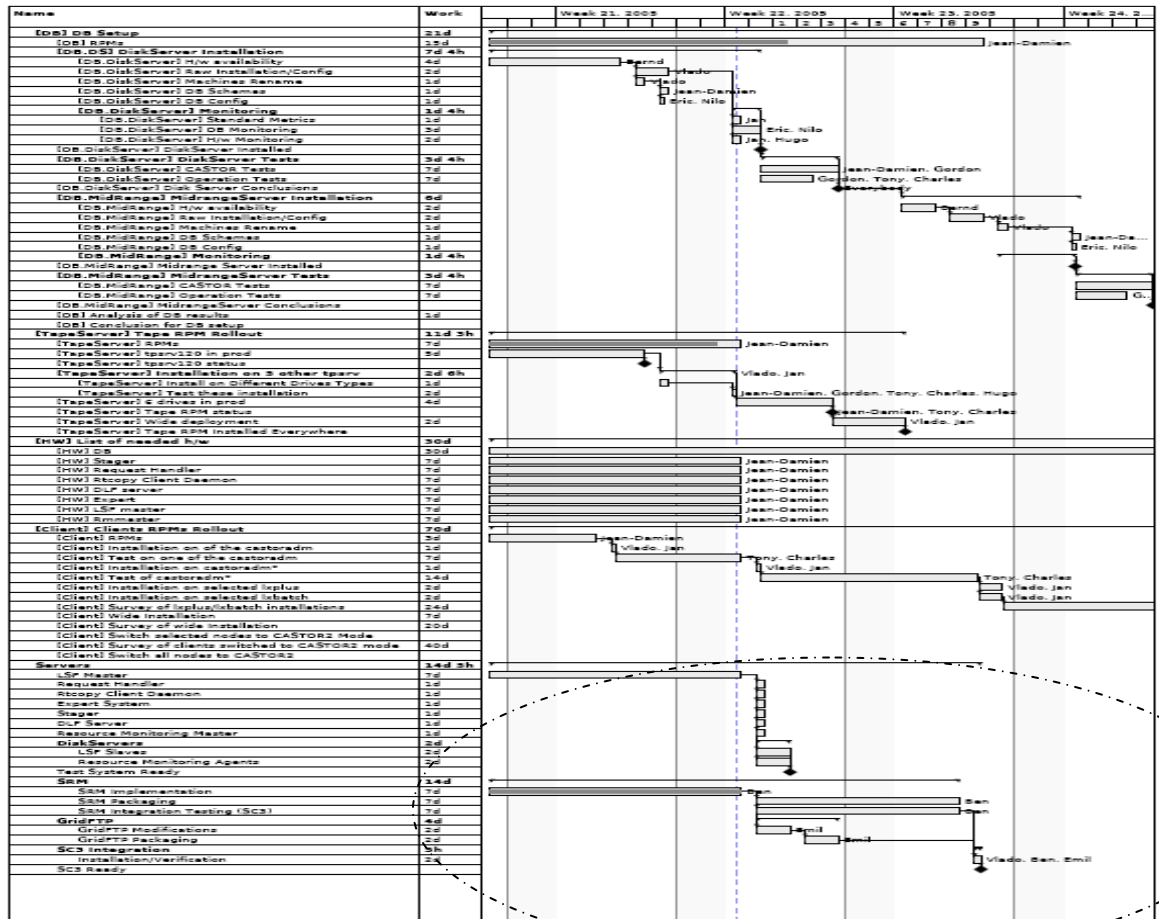 Name Work Week 21, 2005 Week 22, 2005 Week 23, 2005 Week 24, 2...
1 2 3 4 5 6 7 8 9
[DB] DB Setup 21d
[DB] RPMs 15d Jean-Damien
[DB.DS] DiskServer Installation 7d 4h
[DB.DiskServer] H/w availability 4d Bernd
[DB.DiskServer] Raw Installation/Config 2d Vlado
[DB.DiskServer] Machines Rename 1d Vlado
[DB.DiskServer] DB Schemes 1d Jean-Damien
[DB.DiskServer] DB Config 1d Eric, Nilo
[DB.DiskServer] Monitoring 1d 4h
[DB.DiskServer] Standard Metrics 1d Jan
[DB.DiskServer] DB Monitoring 3d Eric, Nilo
[DB.DiskServer] H/w Monitoring 2d Jan, Hugo
[DB.DiskServer] DiskServer Installed
[DB.DiskServer] DiskServer Tests 3d 4h
[DB.DiskServer] CASTOR Tests 7d Jean-Damien, Gordon
[DB.DiskServer] Operation Tests 7d Gordon, Tony, Charles
[DB.DiskServer] Disk Server Conclusions Everybody
[DB.MidRange] MidrangeServer Installation 6d
[DB.MidRange] H/w availability 2d Bernd
[DB.MidRange] Raw Installation/Config 2d Vlado
[DB.MidRange] Machines Rename 1d Vlado
[DB.MidRange] DB Schemas 1d Jean-Da...
[DB.MidRange] DB Config 1d Eric, Nilo
[DB.MidRange] Monitoring 1d 4h
[DB.MidRange] Midrange Server Installed
[DB.MidRange] MidrangeServer Tests 3d 4h
[DB.MidRange] CASTOR Tests 7d
[DB.MidRange] Operation Tests 7d G...
[DB.MidRange] MidrangeServer Conclusions
[DB] Analysis of DB results 1d
[DB] Conclusion for DB setup
[TapeServer] Tape RPM Rollout 11d 3h
[TapeServer] RPMs 7d Jean-Damien
[TapeServer] tpsrv120 in prod 5d
[TapeServer] tpsrv120 status
[TapeServer] Installation on 3 other tpsrv 2d 6h Vlado, Jan
[TapeServer] Install on Different Drives Types 1d
[TapeServer] Test these installation 2d Jean-Damien, Gordon, Tony, Charles, Hugo
[TapeServer] 6 drives in prod 4d
[TapeServer] Tape RPM status Jean-Damien, Tony, Charles
[TapeServer] Wide deployment 2d Vlado, Jan
[TapeServer] Tape RPM Installed Everywhere
[HW] List of needed h/w 30d
[HW] DB 30d
[HW] Stager 7d Jean-Damien
[HW] Request Handler 7d Jean-Damien
[HW] Rtcopy Client Daemon 7d Jean-Damien
[HW] DLF server 7d Jean-Damien
[HW] Expert 7d Jean-Damien
[HW] LSF master 7d Jean-Damien
[HW] Rmmaster 7d Jean-Damien
[Client] Clients RPMs Rollout 70d
[Client] RPMs 3d Jean-Damien
[Client] Installation on of the castoradm 1d Vlado, Jan
[Client] Test on one of the castoradm 7d Tony, Charles
[Client] Installation on castoradm* 1d Vlado, Jan
[Client] Test of castoradm* 14d Tony, Charles
[Client] Installation on selected lxplus 2d Vlado, Jan
[Client] Installation on selected lxbatch 2d Vlado, Jan
[Client] Survey of lxplus/lxbatch installations 24d
[Client] Wide Installation 7d
[Client] Survey of wide Installation 20d
[Client] Switch selected nodes to CASTOR2 Mode
[Client] Survey of clients switched to CASTOR2 mode 40d
[Client] Switch all nodes to CASTOR2
Servers 14d 3h
LSF Master 7d
Request Handler 1d
Rtcopy Client Daemon 1d
Expert System 1d
Stager 1d
DLF Server 1d
Resource Monitoring Master 1d
DiskServers 2d
LSF Slaves 2d
Resource Monitoring Agents 2d
Test System Ready
SRM 14d
SRM Implementation 7d Ben
SRM Packaging 7d Ben
SRM Integration Testing (SC3) 7d Ben
GridFTP 4d
GridFTP Modifications 2d Emil
GridFTP Packaging 2d Emil
SC3 Integration
Installation/Verification 2d Vlado, Ben, Emil
SC3 Ready